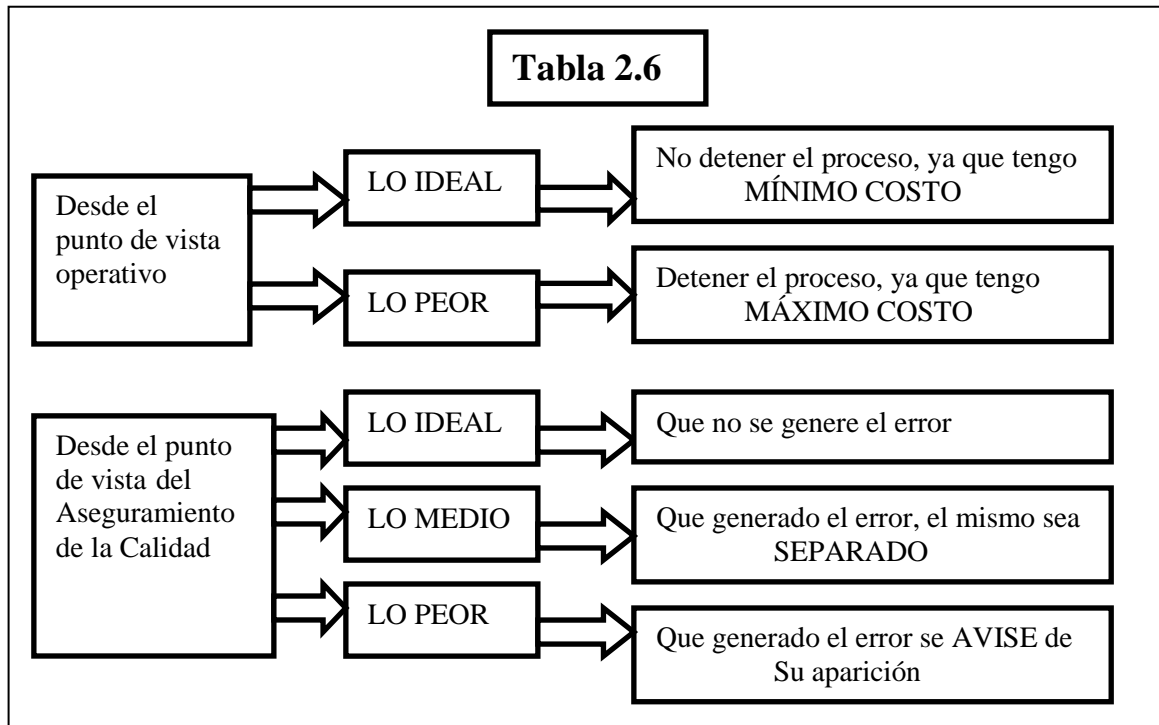 Tabla 2.6
Desde el
punto de vista
operativo
LO IDEAL
No detener el proceso, ya que tengo
MÍNIMO COSTO
LO PEOR
Detener el proceso, ya que tengo
MÁXIMO COSTO
Desde el punto
de vista del
Aseguramiento
de la Calidad
LO IDEAL
Que no se genere el error
LO MEDIO
Que generado el error, el mismo sea
SEPARADO
LO PEOR
Que generado el error se AVISE de
Su aparición